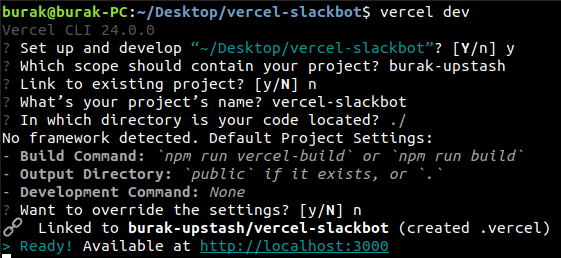 burak@burak-PC:~/Desktop/vercel-slackbot$ vercel dev
Vercel CLI 24.0.0
? Set up and develop “~/Desktop/vercel-slackbot”? [Y/n] y
? Which scope should contain your project? burak-upstash
? Link to existing project? [y/N] n
? What’s your project’s name? vercel-slackbot
? In which directory is your code located? ./
No framework detected. Default Project Settings:
- Build Command: `npm run vercel-build` or `npm run build`
- Output Directory: `public` if it exists, or `.`
- Development Command: None
? Want to override the settings? [y/N] n
🔗 Linked to burak-upstash/vercel-slackbot (created .vercel)
> Ready! Available at http://localhost:3000